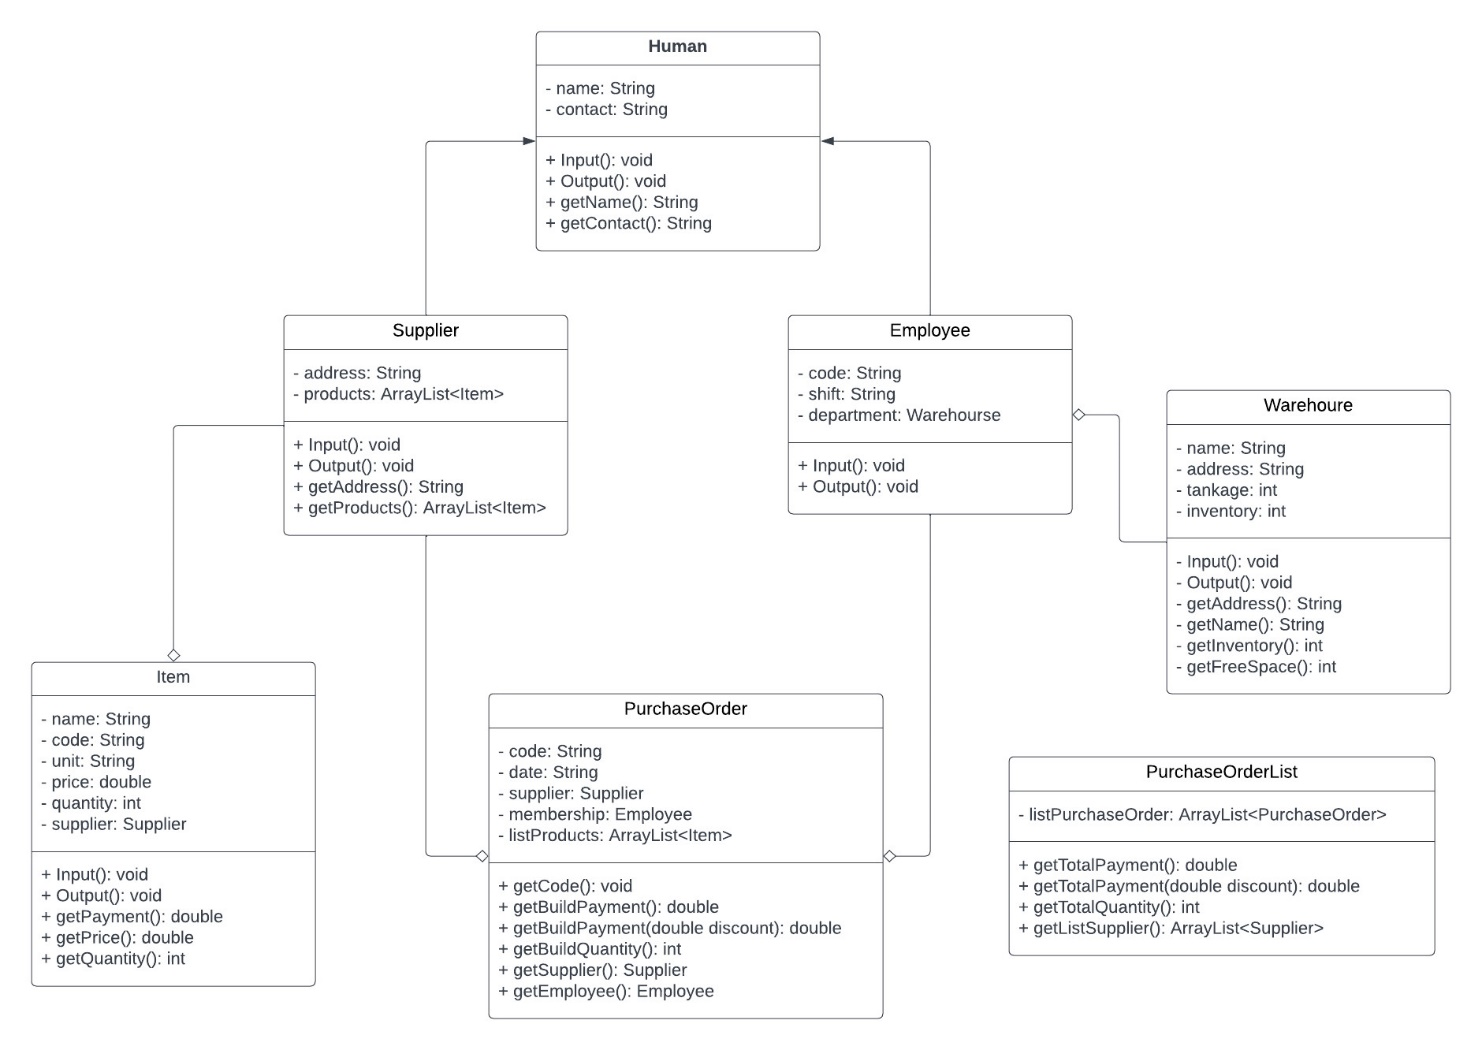 Human
- name: String
- contact: String
+ Input(): void
+ Output(): void
+ getName(): String
+ getContact(): String
Supplier
- address: String
- products: ArrayList<Item>
+ Input(): void
+ Output(): void
+ getAddress(): String
+ getProducts(): ArrayList<Item>
Employee
- code: String
- shift: String
- department: Warehourse
+ Input(): void
+ Output(): void
Warehoure
- name: String
- address: String
- tankage: int
- inventory: int
- Input(): void
- Output(): void
- getAddress(): String
- getName(): String
- getInventory(): int
- getFreeSpace(): int
Item
- name: String
- code: String
- unit: String
- price: double
- quantity: int
- supplier: Supplier
+ Input(): void
+ Output(): void
+ getPayment(): double
+ getPrice(): double
+ getQuantity(): int
PurchaseOrder
- code: String
- date: String
- supplier: Supplier
- membership: Employee
- listProducts: ArrayList<Item>
+ getCode(): void
+ getBuildPayment(): double
+ getBuildPayment(double discount): double
+ getBuildQuantity(): int
+ getSupplier(): Supplier
+ getEmployee(): Employee
PurchaseOrderList
- listPurchaseOrder: ArrayList<PurchaseOrder>
+ getTotalPayment(): double
+ getTotalPayment(double discount): double
+ getTotalQuantity(): int
+ getListSupplier(): ArrayList<Supplier>